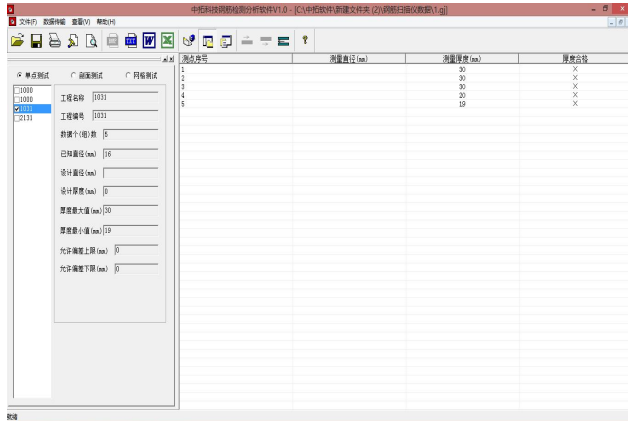 中拓科技钢筋检测分析软件V1.0 - [C:\中拓软件\新建文件夹 (2)\钢筋扫描仪数据\1.gj]
文件(F) 数据传输 查看(V) 帮助(H)
单点测试 剖面测试 网格测试
1000
1000
1031
2131
工程名称 1031
工程编号 1031
数据个(组)数 5
已知直径(mm) 16
设计直径(mm)
设计厚度(mm) 0
厚度最大值(mm) 30
厚度最小值(mm) 19
允许偏差上限(mm) 0
允许偏差下限(mm) 0
测点序号 测量直径(mm) 测量厚度(mm) 厚度合格
1 30 X
2 30 X
3 30 X
4 20 X
5 19 X
就绪